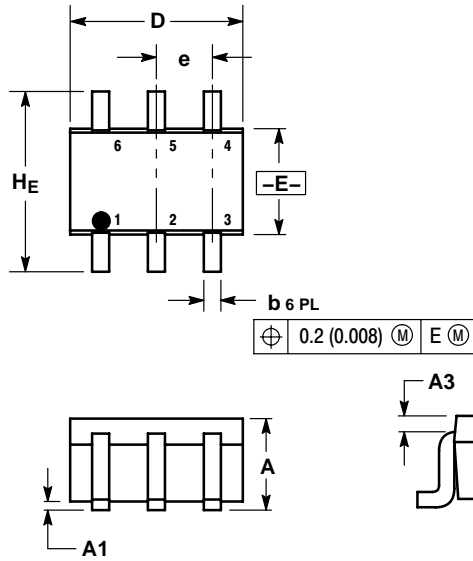 D
e
6 5 4
HE
–E–
1 2 3
b 6 PL
0.2 (0.008) Ⓜ E Ⓜ
A3
A
A1